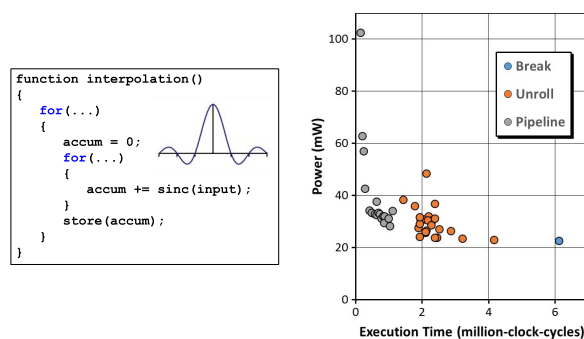 function interpolation()
{
for(...)
{
accum = 0;
for(...)
{
accum += sinc(input);
}
store(accum);
}
}
100
80
60
40
20
0
Power (mW)
Break
Unroll
Pipeline
0 2 4 6
Execution Time (million-clock-cycles)